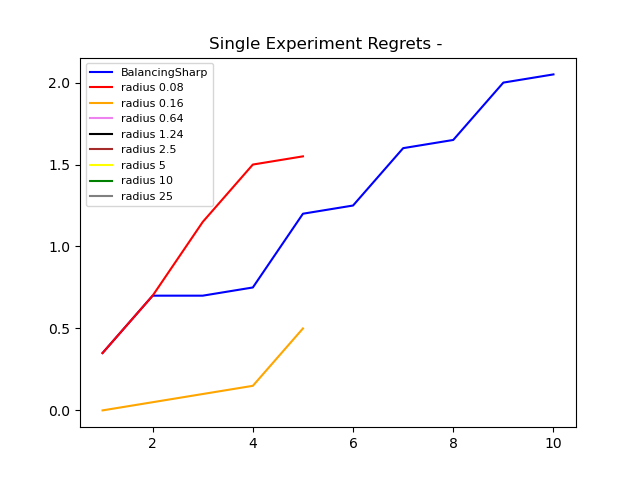 Single Experiment Regrets -
BalancingSharp
radius 0.08
radius 0.16
radius 0.64
radius 1.24
radius 2.5
radius 5
radius 10
radius 25
2.0
1.5
1.0
0.5
0.0
2 4 6 8 10